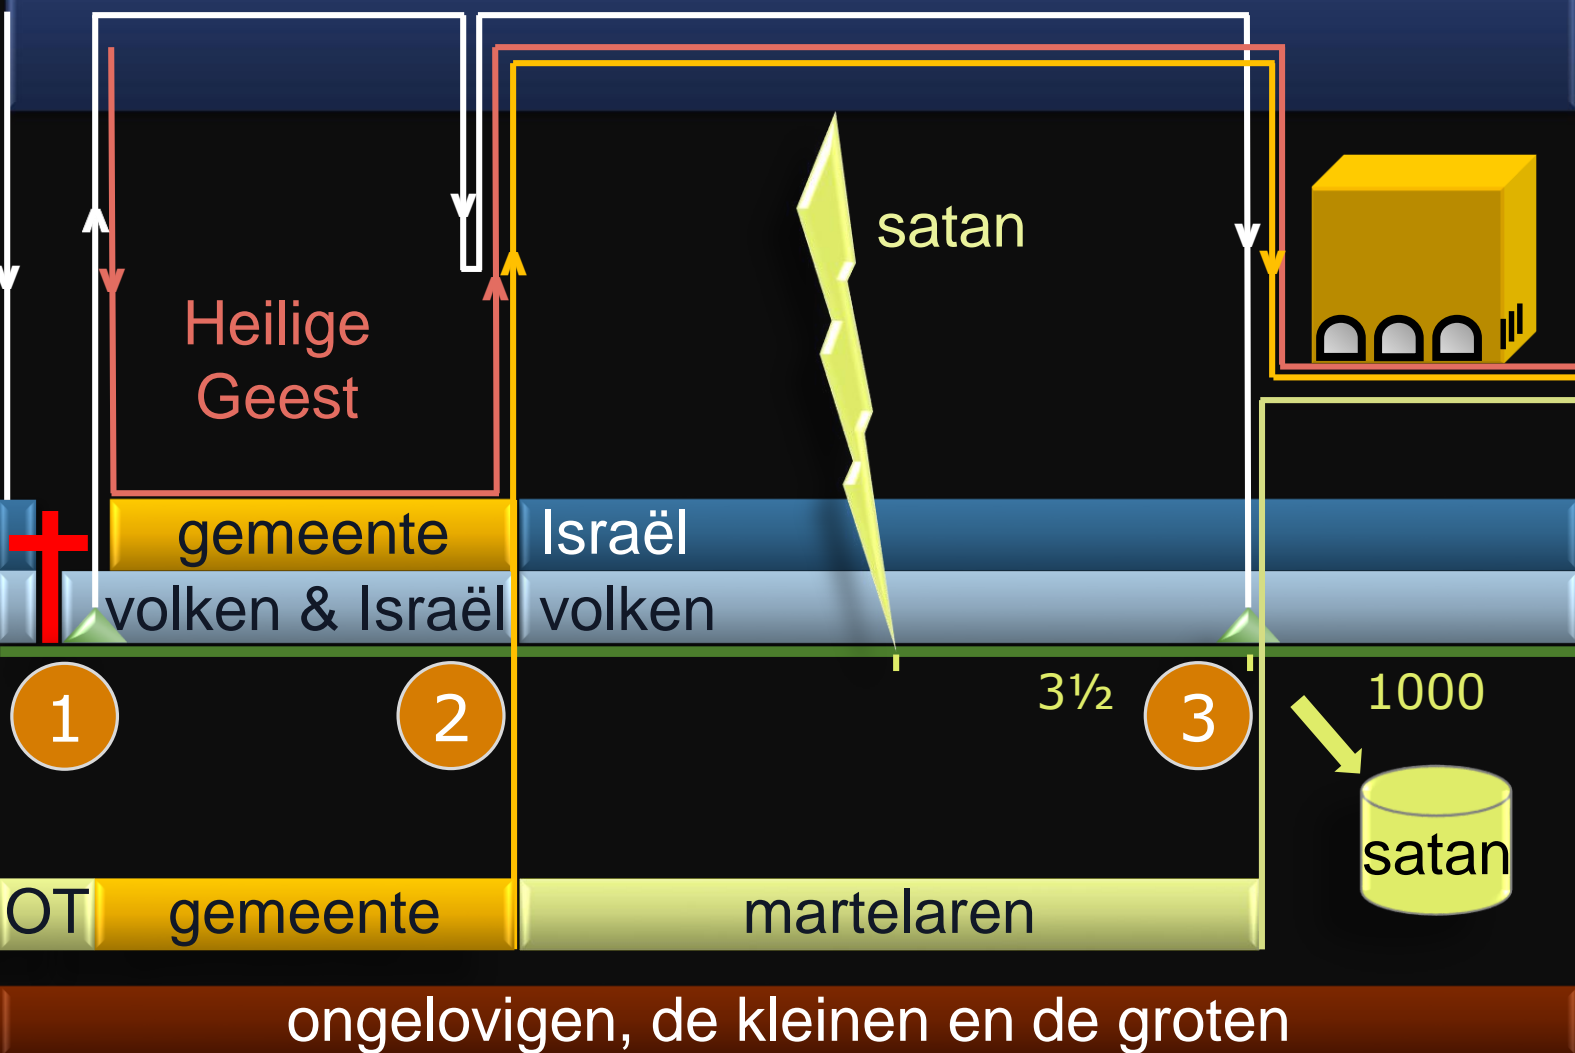 satan
Heilige
Geest
gemeente
Israël
volken & Israël
volken
1
2
3½
3
1000
satan
OT
gemeente
martelaren
ongelovigen, de kleinen en de groten